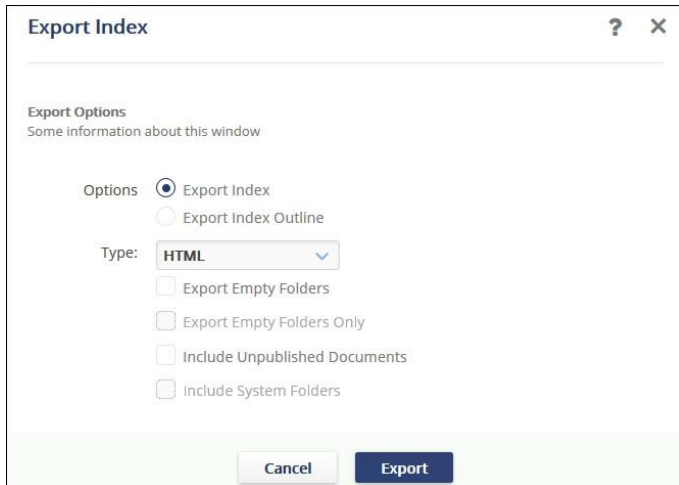 Export Index ?
Export Options
Some information about this window
Options Export Index
Export Index Outline
Type: HTML
Export Empty Folders
Export Empty Folders Only
Include Unpublished Documents
Include System Folders
Cancel Export